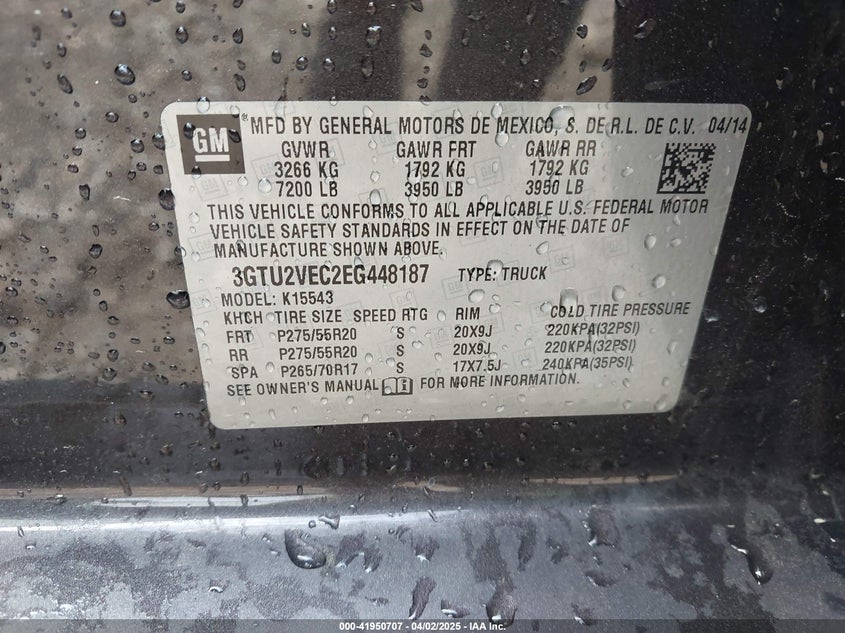 GM ® MFD BY GENERAL MOTORS DE MEXICO, S. DE R.L. DE C.V. 04/14
GVWR GAWR FRT GAWR RR
3266 KG 1792 KG 1792 KG
7200 LB 3950 LB 3950 LB
THIS VEHICLE CONFORMS TO ALL APPLICABLE U.S. FEDERAL MOTOR
VEHICLE SAFETY STANDARDS IN EFFECT ON THE DATE OF
MANUFACTURE SHOWN ABOVE.
3GTU2VEC2EG448187 TYPE: TRUCK
MODEL: K15543
KHCH TIRE SIZE SPEED RTG RIM COLD TIRE PRESSURE
FRT P275/55R20 S 20X9J 220KPA(32PSI)
RR P275/55R20 S 20X9J 220KPA(32PSI)
SPA P265/70R17 S 17X7.5J 240KPA(35PSI)
SEE OWNER'S MANUAL FOR MORE INFORMATION.
000-41950707 - 04/02/2025 - IAA Inc.